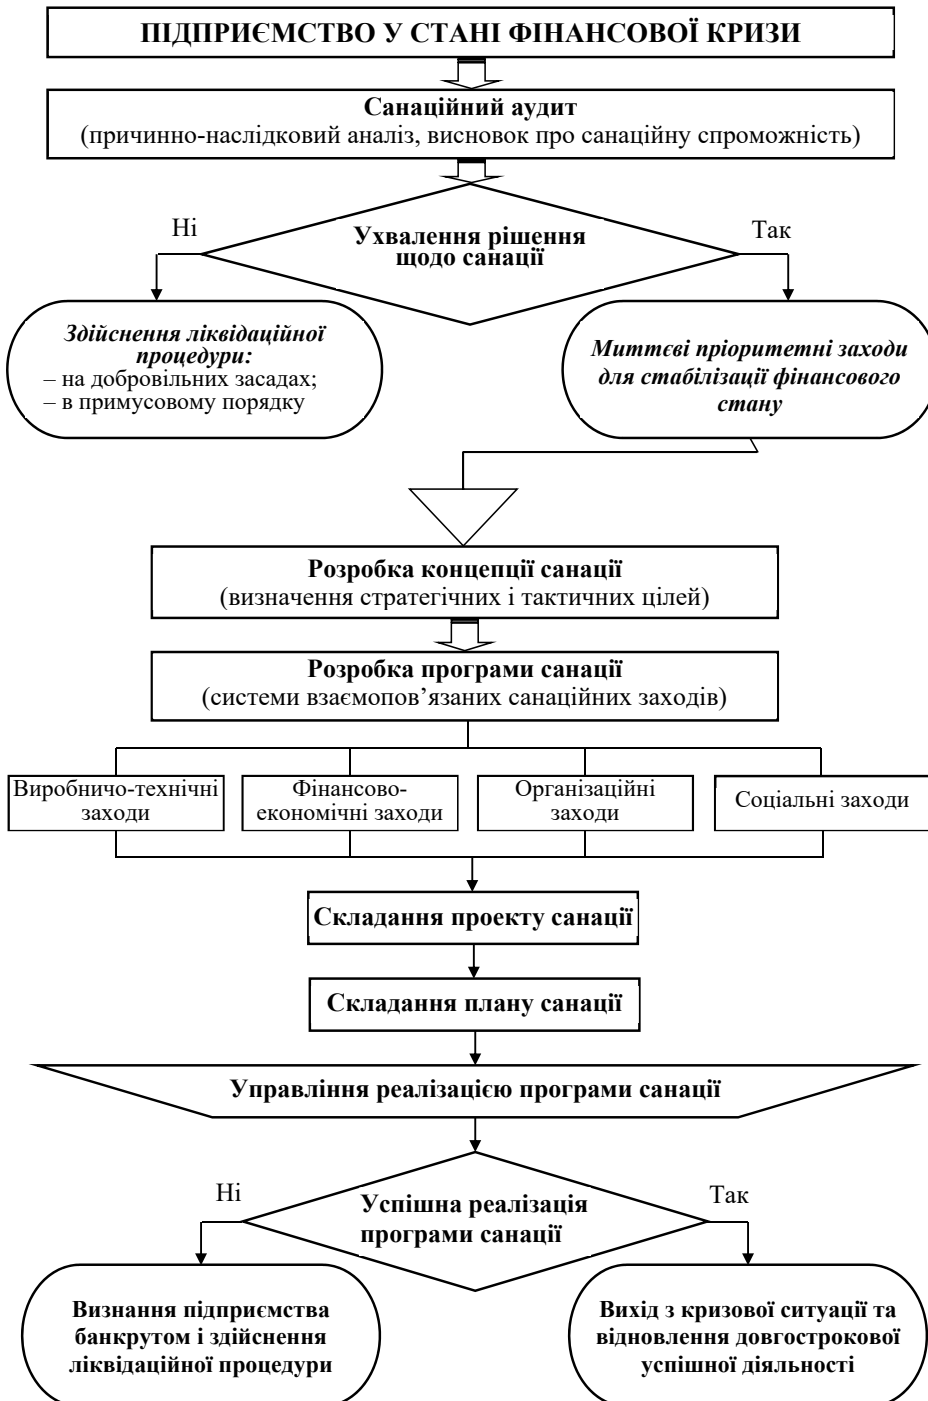 ПІДПРИЄМСТВО У СТАНІ ФІНАНСОВОЇ КРИЗИ
Санаційний аудит
(причинно-наслідковий аналіз, висновок про санаційну спроможність)
Ні
Так
Ухвалення рішення
щодо санації
Здійснення ліквідаційної
процедури:
– на добровільних засадах;
– в примусовому порядку
Миттєві пріоритетні заходи
для стабілізації фінансового
стану
Розробка концепції санації
(визначення стратегічних і тактичних цілей)
Розробка програми санації
(системи взаємопов’язаних санаційних заходів)
Виробничо-технічні
заходи
Фінансово-
економічні заходи
Організаційні
заходи
Соціальні заходи
Складання проекту санації
Складання плану санації
Управління реалізацією програми санації
Ні
Так
Успішна реалізація
програми санації
Визнання підприємства
банкрутом і здійснення
ліквідаційної процедури
Вихід з кризової ситуації та
відновлення довгострокової
успішної діяльності